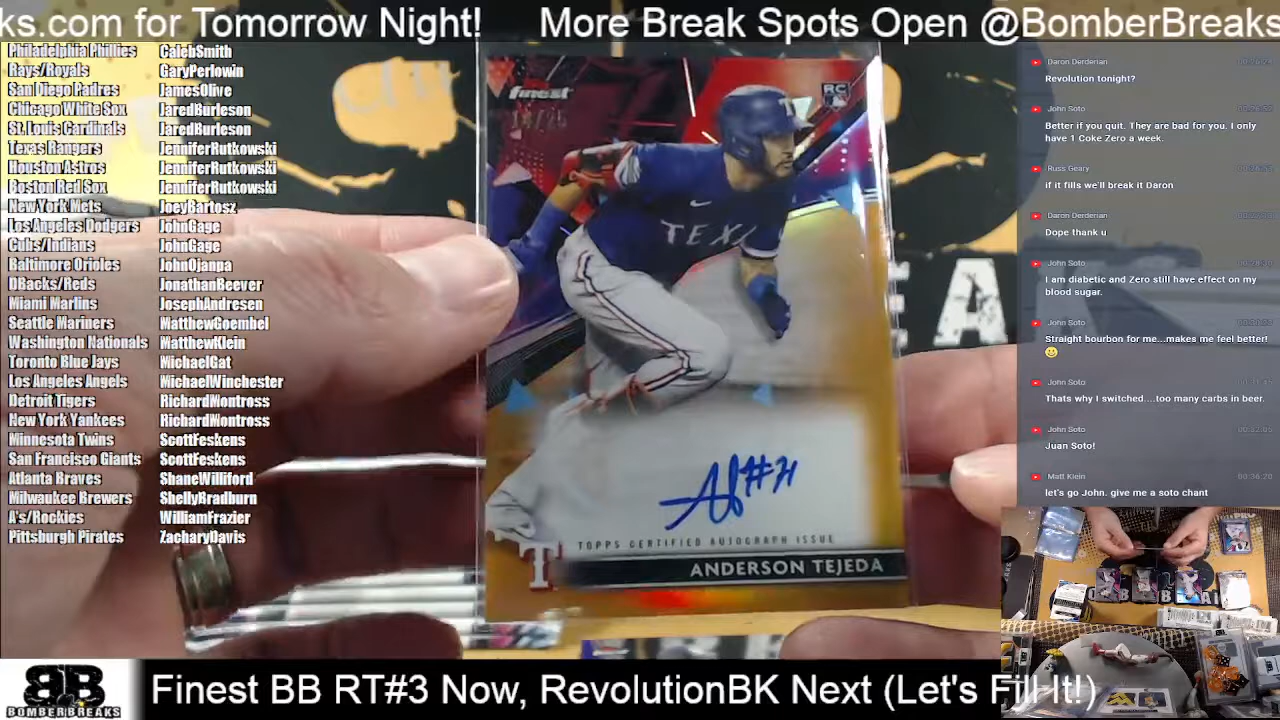 ks.com for Tomorrow Night! More Break Spots Open @BomberBreaks
Philadelphia Phillies CalebSmith
Rays/Royals GaryPerlowin
San Diego Padres JamesOlive
Chicago White Sox JaredBurleson
St. Louis Cardinals JaredBurleson
Texas Rangers JenniferRutkowski
Houston Astros JenniferRutkowski
Boston Red Sox JenniferRutkowski
New York Mets JoeyBartosz
Los Angeles Dodgers JohnGage
Cubs/Indians JohnGage
Baltimore Orioles JohnOjanpa
DBacks/Reds JonathanBeever
Miami Marlins JosephAndresen
Seattle Mariners MatthewGoembel
Washington Nationals MatthewKlein
Toronto Blue Jays MichaelGat
Los Angeles Angels MichaelWinchester
Detroit Tigers RichardMontross
New York Yankees RichardMontross
Minnesota Twins ScottFeskens
San Francisco Giants ScottFeskens
Atlanta Braves ShaneWilliford
Milwaukee Brewers ShellyBradburn
A's/Rockies WilliamFrazier
Pittsburgh Pirates ZacharyDavis
finest
RC
TEXA
#21
TOPPS CERTIFIED AUTOGRAPH ISSUE
T
ANDERSON TEJEDA
EA
Daron Derderian
Revolution tonight?
John Soto
Better if you quit. They are bad for you. I only
have 1 Coke Zero a week.
Russ Geary
if it fills we'll break it Daron
Daron Derderian
Dope thank u
John Soto
I am diabetic and Zero still have effect on my
blood sugar.
John Soto
Straight bourbon for me...makes me feel better!
John Soto
Thats why I switched....too many carbs in beer.
John Soto
Juan Soto!
Matt Klein 00:36:20
let's go John. give me a soto chant
BB
BOMBERBREAKS
Finest BB RT#3 Now, RevolutionBK Next (Let's Fill It!)